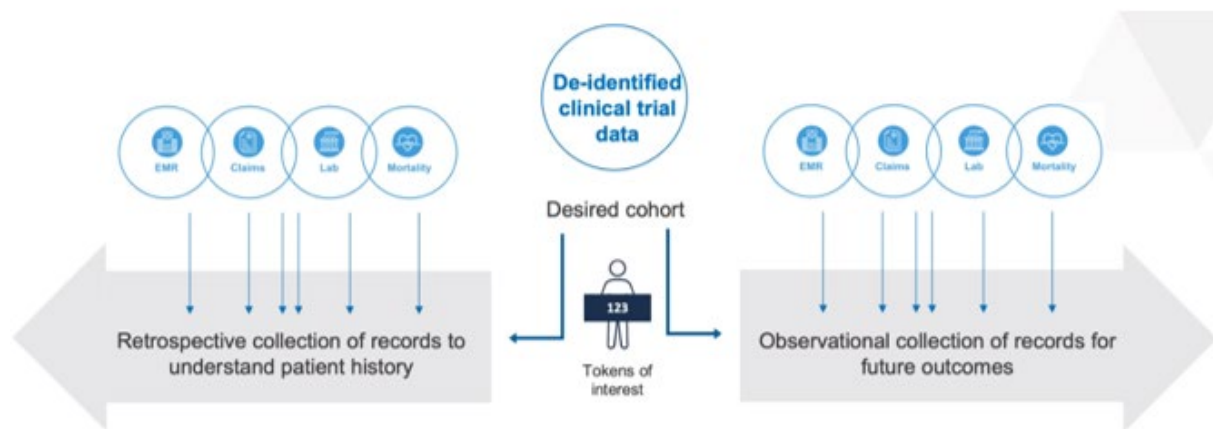 De-identified
clinical trial
data
EMR
Claims
Lab
Mortality
EMR
Claims
Lab
Mortality
Desired cohort
123
Tokens of
interest
Retrospective collection of records to
understand patient history
Observational collection of records for
future outcomes